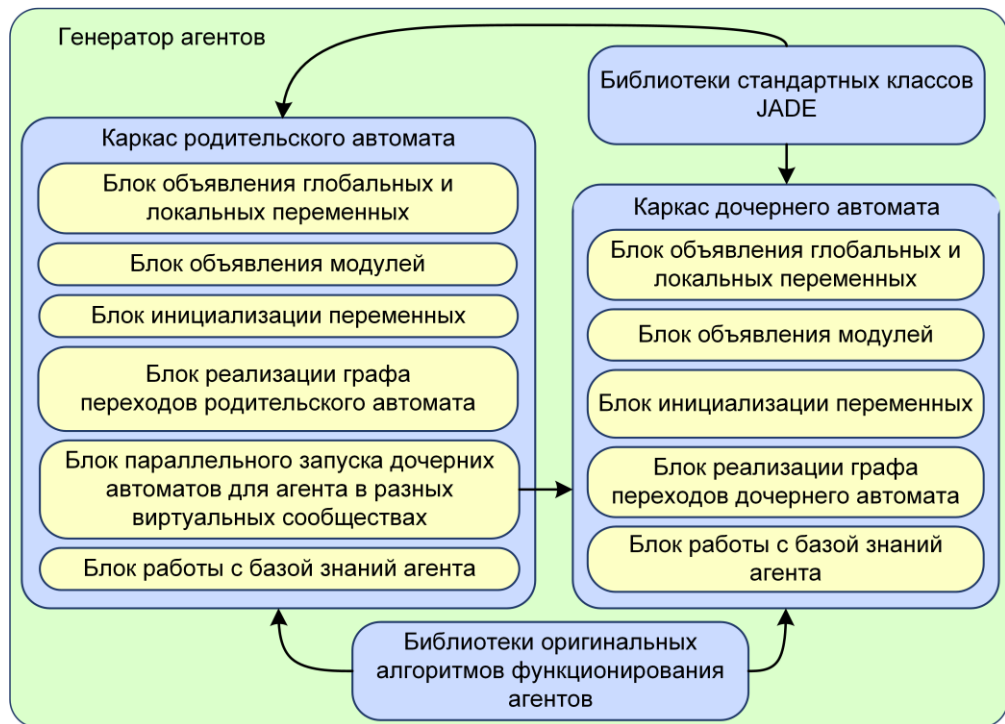 Генератор агентов
Библиотеки стандартных классов
JADE
Каркас родительского автомата
Блок объявления глобальных и
локальных переменных
Блок объявления модулей
Блок инициализации переменных
Блок реализации графа
переходов родительского автомата
Блок параллельного запуска дочерних
автоматов для агента в разных
виртуальных сообществах
Блок работы с базой знаний агента
Каркас дочернего автомата
Блок объявления глобальных и
локальных переменных
Блок объявления модулей
Блок инициализации переменных
Блок реализации графа
переходов дочернего автомата
Блок работы с базой знаний
агента
Библиотеки оригинальных
алгоритмов функционирования
агентов